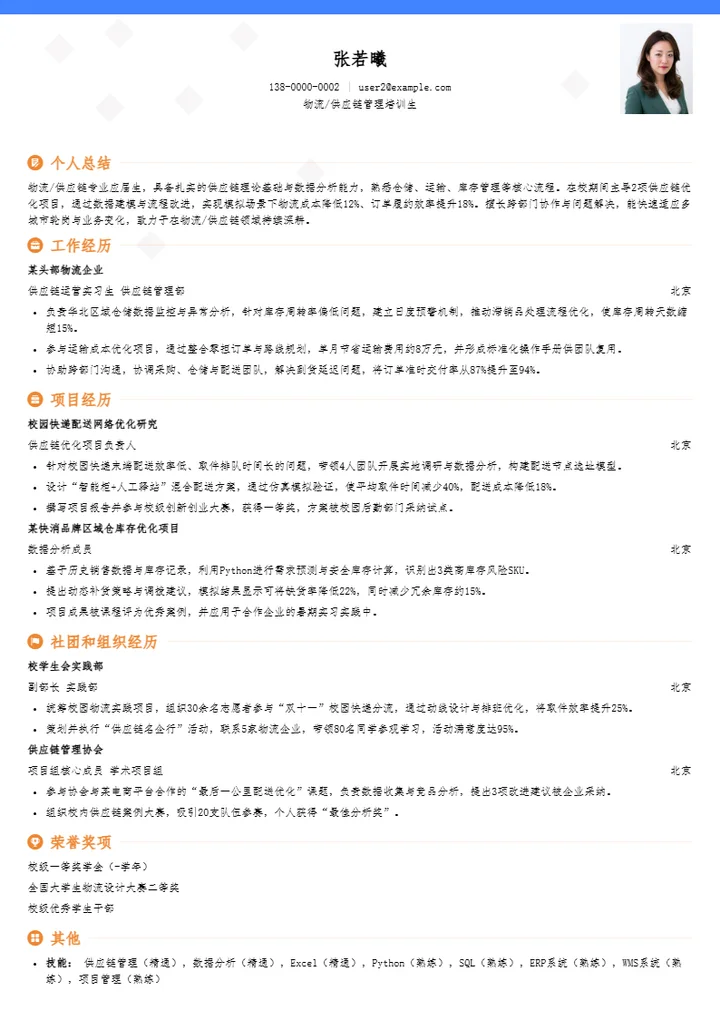 张若曦
138-0000-0002 | user2@example.com
物流/供应链管理培训生
个人总结
物流/供应链专业应届生，具备扎实的供应链理论基础与数据分析能力，熟悉仓储、运输、库存管理等核心流程。在校期间主导2项供应链优
化项目，通过数据建模与流程改进，实现模拟场景下物流成本降低12%、订单履约效率提升18%。擅长跨部门协作与问题解决，能快速适应多
城市轮岗与业务变化，致力于在物流/供应链领域持续深耕。
工作经历
某头部物流企业
供应链运营实习生 供应链管理部 北京
• 负责华北区域仓储数据监控与异常分析，针对库存周转率偏低问题，建立日度预警机制，推动滞销品处理流程优化，使库存周转天数缩
短15%。
• 参与运输成本优化项目，通过整合零担订单与路线规划，单月节省运输费用约8万元，并形成标准化操作手册供团队复用。
• 协助跨部门沟通，协调采购、仓储与配送团队，解决到货延迟问题，将订单准时交付率从87%提升至94%。
项目经历
校园快递配送网络优化研究
供应链优化项目负责人 北京
• 针对校园快递末端配送效率低、取件排队时间长的问题，带领4人团队开展实地调研与数据分析，构建配送节点选址模型。
• 设计“智能柜+人工驿站”混合配送方案，通过仿真模拟验证，使平均取件时间减少40%，配送成本降低18%。
• 撰写项目报告并参与校级创新创业大赛，获得一等奖，方案被校园后勤部门采纳试点。
某快消品牌区域仓库存优化项目
数据分析成员 北京
• 基于历史销售数据与库存记录，利用Python进行需求预测与安全库存计算，识别出3类高库存风险SKU。
• 提出动态补货策略与调拨建议，模拟结果显示可将缺货率降低22%，同时减少冗余库存约15%。
• 项目成果被课程评为优秀案例，并应用于合作企业的暑期实习实践中。
社团和组织经历
校学生会实践部
副部长 实践部 北京
• 统筹校园物流实践项目，组织30余名志愿者参与“双十一”校园快递分流，通过动线设计与排班优化，将取件效率提升25%。
• 策划并执行“供应链名企行”活动，联系5家物流企业，带领80名同学参观学习，活动满意度达95%。
供应链管理协会
项目组核心成员 学术项目组 北京
• 参与协会与某电商平台合作的“最后一公里配送优化”课题，负责数据收集与竞品分析，提出3项改进建议被企业采纳。
• 组织校内供应链案例大赛，吸引20支队伍参赛，个人获得“最佳分析奖”。
荣誉奖项
校级一等奖学金（-学年）
全国大学生物流设计大赛二等奖
校级优秀学生干部
其他
• 技能： 供应链管理（精通），数据分析（精通），Excel（精通），Python（熟练），SQL（熟练），ERP系统（熟练），WMS系统（熟
练），项目管理（熟练）